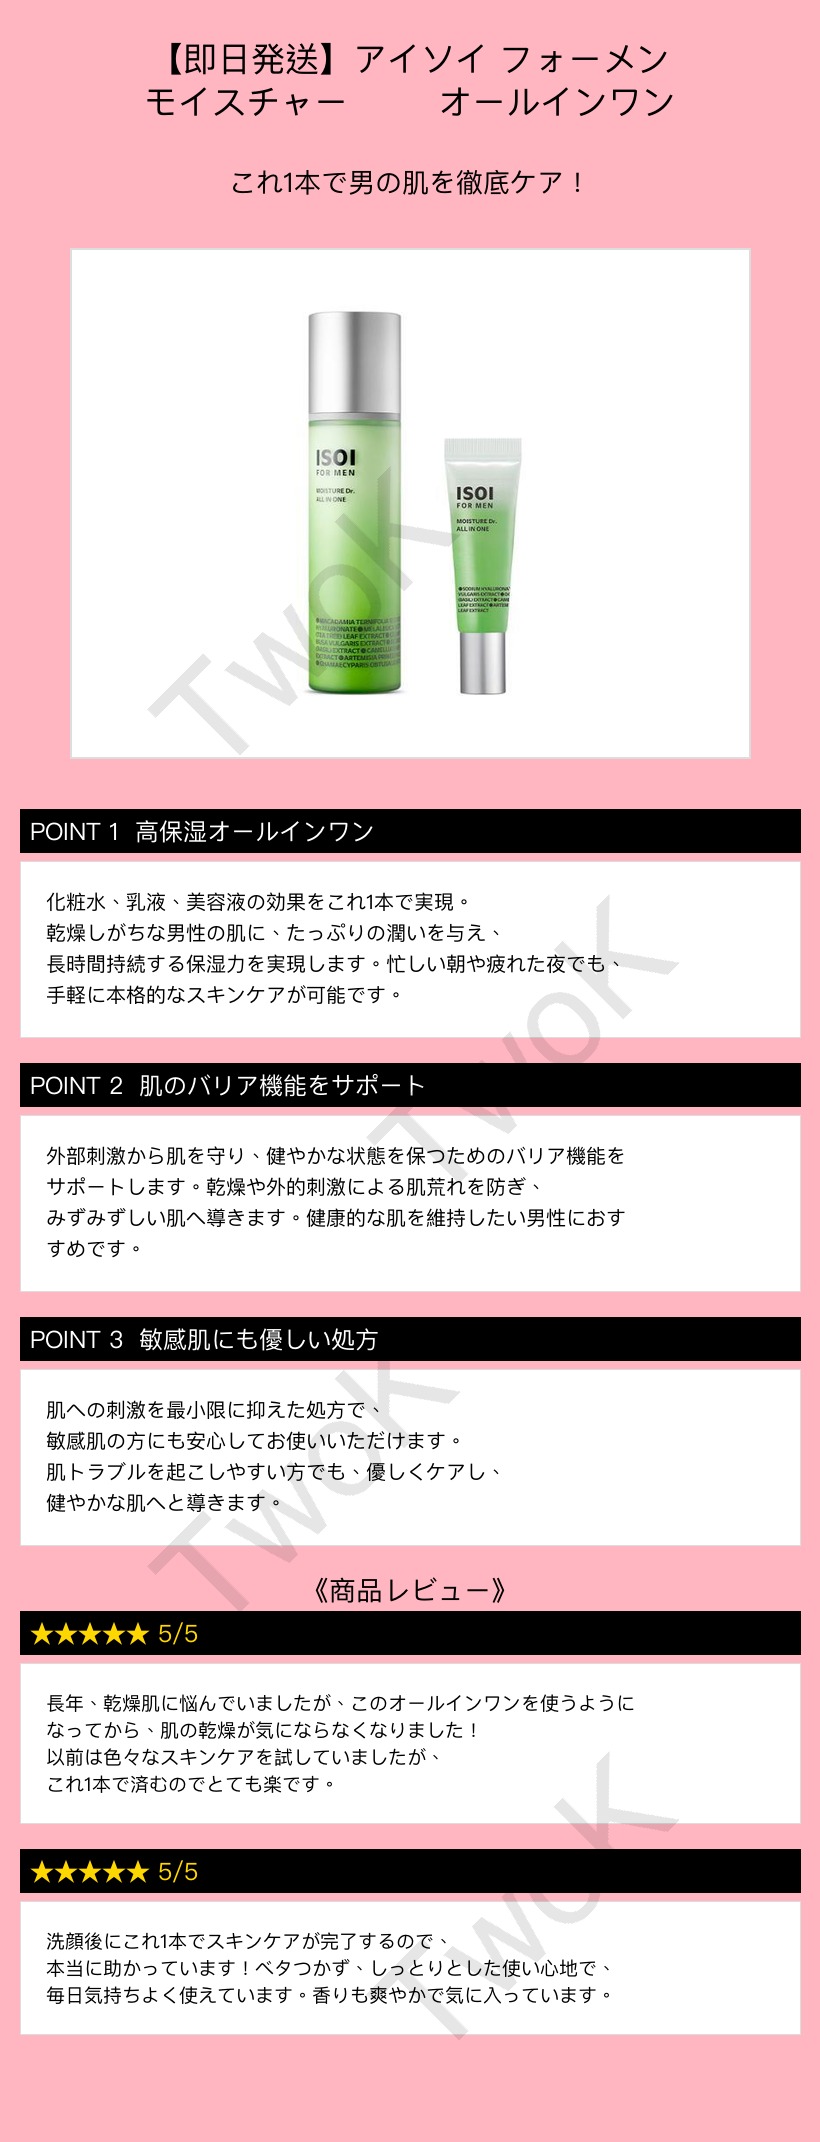 【即日発送】アイソイ フォーメン
モイスチャー　　オールインワン
これ1本で男の肌を徹底ケア！
ISOI
FOR MEN
MOISTURE Dr.
ALL IN ONE
ISOI
FOR MEN
MOISTURE Dr.
ALL IN ONE
TwoK
POINT 1 高保湿オールインワン
化粧水、乳液、美容液の効果をこれ1本で実現。
乾燥しがちな男性の肌に、たっぷりの潤いを与え、
長時間持続する保湿力を実現します。忙しい朝や疲れた夜でも、
手軽に本格的なスキンケアが可能です。
TwoK
POINT 2 肌のバリア機能をサポート
外部刺激から肌を守り、健やかな状態を保つためのバリア機能を
サポートします。乾燥や外的刺激による肌荒れを防ぎ、
みずみずしい肌へ導きます。健康的な肌を維持したい男性におす
すめです。
POINT 3 敏感肌にも優しい処方
肌への刺激を最小限に抑えた処方で、
敏感肌の方にも安心してお使いいただけます。
肌トラブルを起こしやすい方でも、優しくケアし、
健やかな肌へと導きます。
TwoK
《商品レビュー》
★★★★★ 5/5
長年、乾燥肌に悩んでいましたが、このオールインワンを使うように
なってから、肌の乾燥が気にならなくなりました！
以前は色々なスキンケアを試していましたが、
これ1本で済むのでとても楽です。
★★★★★ 5/5
洗顔後にこれ1本でスキンケアが完了するので、
本当に助かっています！ベタつかず、しっとりとした使い心地で、
毎日気持ちよく使えています。香りも爽やかで気に入っています。
TwoK